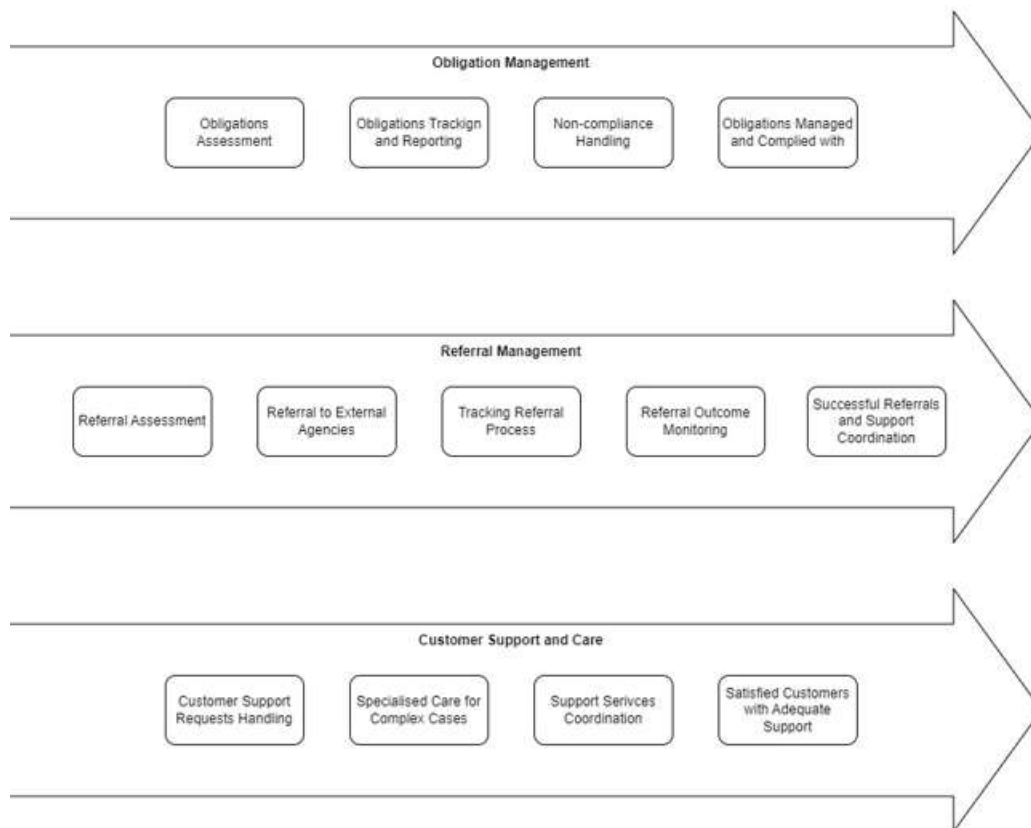 Obligation Management
Obligations
Assessment
Obligations Trackign
and Reporting
Non-compliance
Handling
Obligations Managed
and Complied with
Referral Management
Referral Assessment
Referral to External
Agencies
Tracking Referral
Process
Referral Outcome
Monitoring
Successful Referrals
and Support
Coordination
Customer Support and Care
Customer Support
Requests Handling
Specialised Care for
Complex Cases
Support Serivces
Coordination
Satisfied Customers
with Adequate
Support